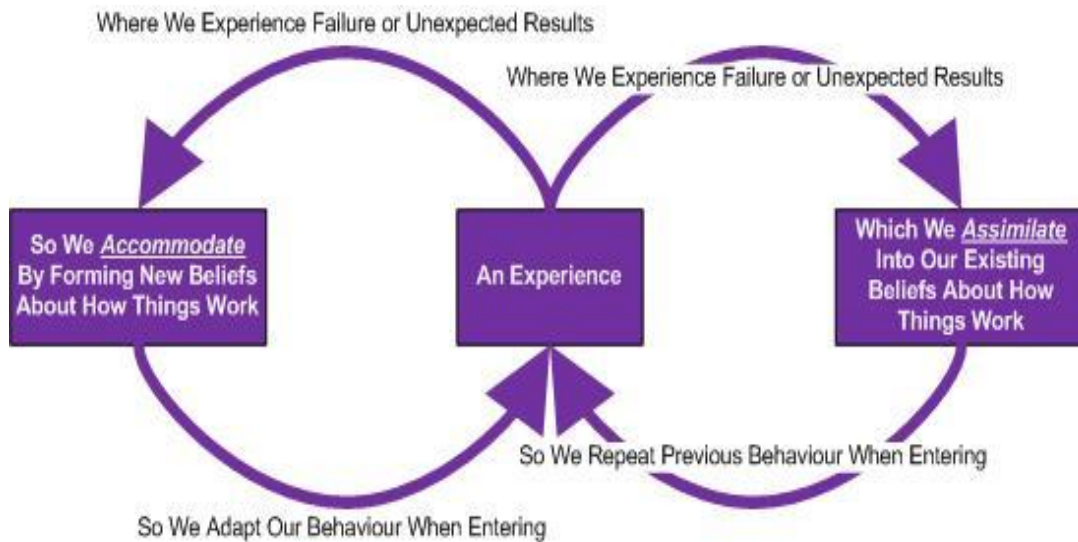 Where We Experience Failure or Unexpected Results
Where We Experience Failure or Unexpected Results
So We Accommodate
By Forming New Beliefs
About How Things Work
An Experience
Which We Assimilate
Into Our Existing
Beliefs About How
Things Work
So We Repeat Previous Behaviour When Entering
So We Adapt Our Behaviour When Entering